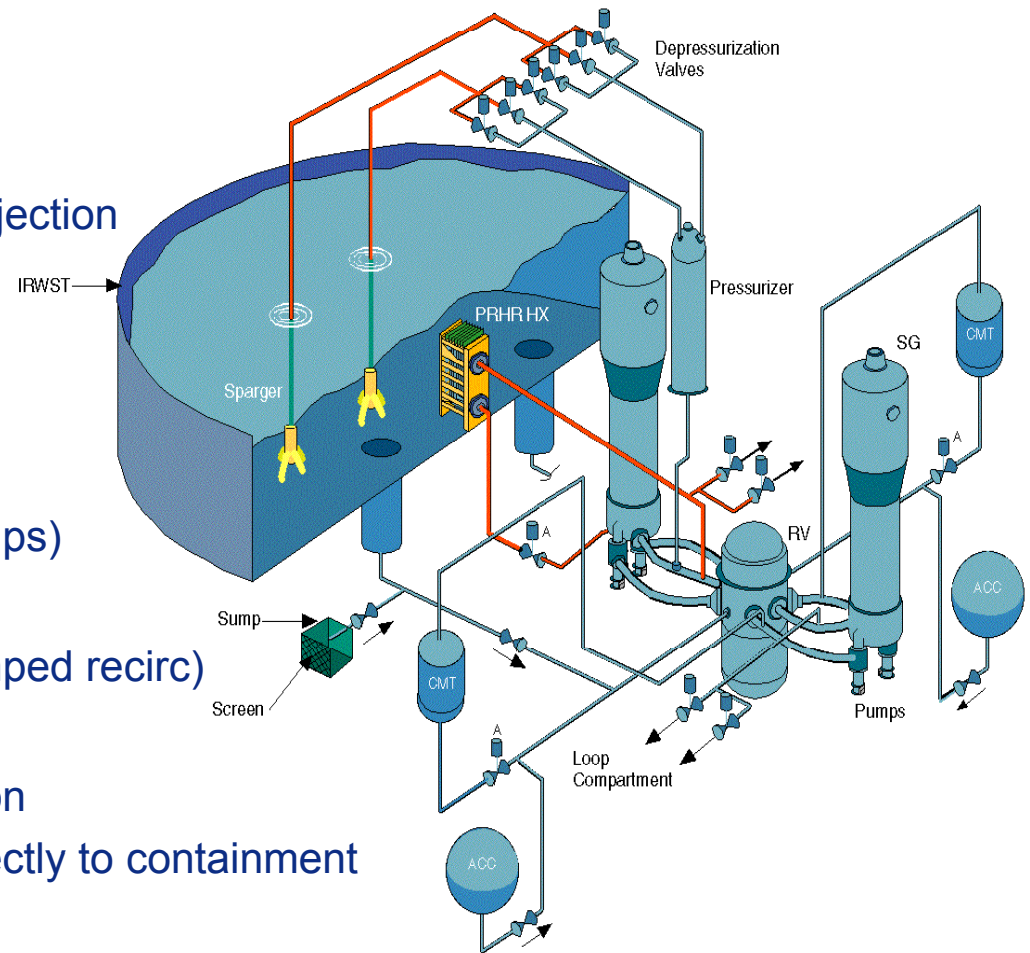 Depressurization
Valves
jection
IRWST
Pressurizer
PRHR HX
CMT
SG
Sparger
A
A
RV
ps)
ACC
Sump
ped recirc)
CMT
Screen
Pumps
A
Loop
Compartment
on
ectly to containment
ACC